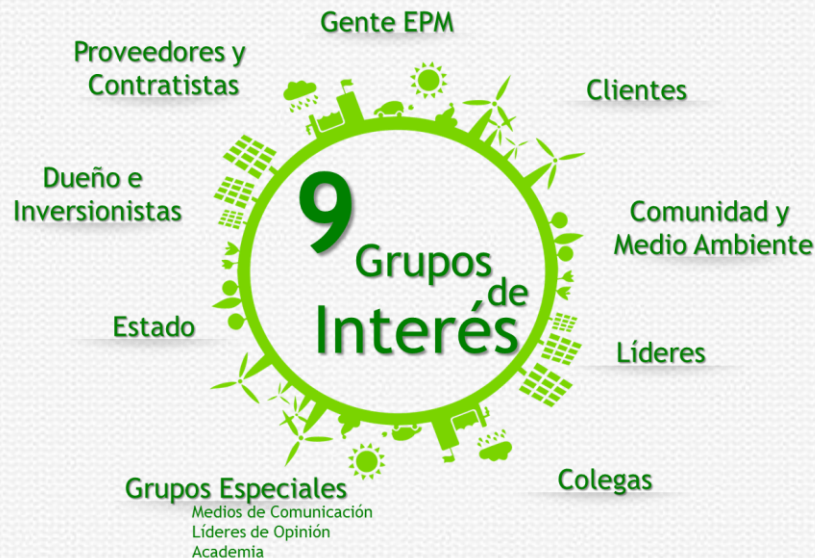 Gente EPM
Proveedores y
Contratistas
Clientes
Dueño e
Inversionistas
9
Grupos
de
Interés
Comunidad y
Medio Ambiente
Estado
Líderes
Colegas
Grupos Especiales
Medios de Comunicación
Líderes de Opinión
Academia